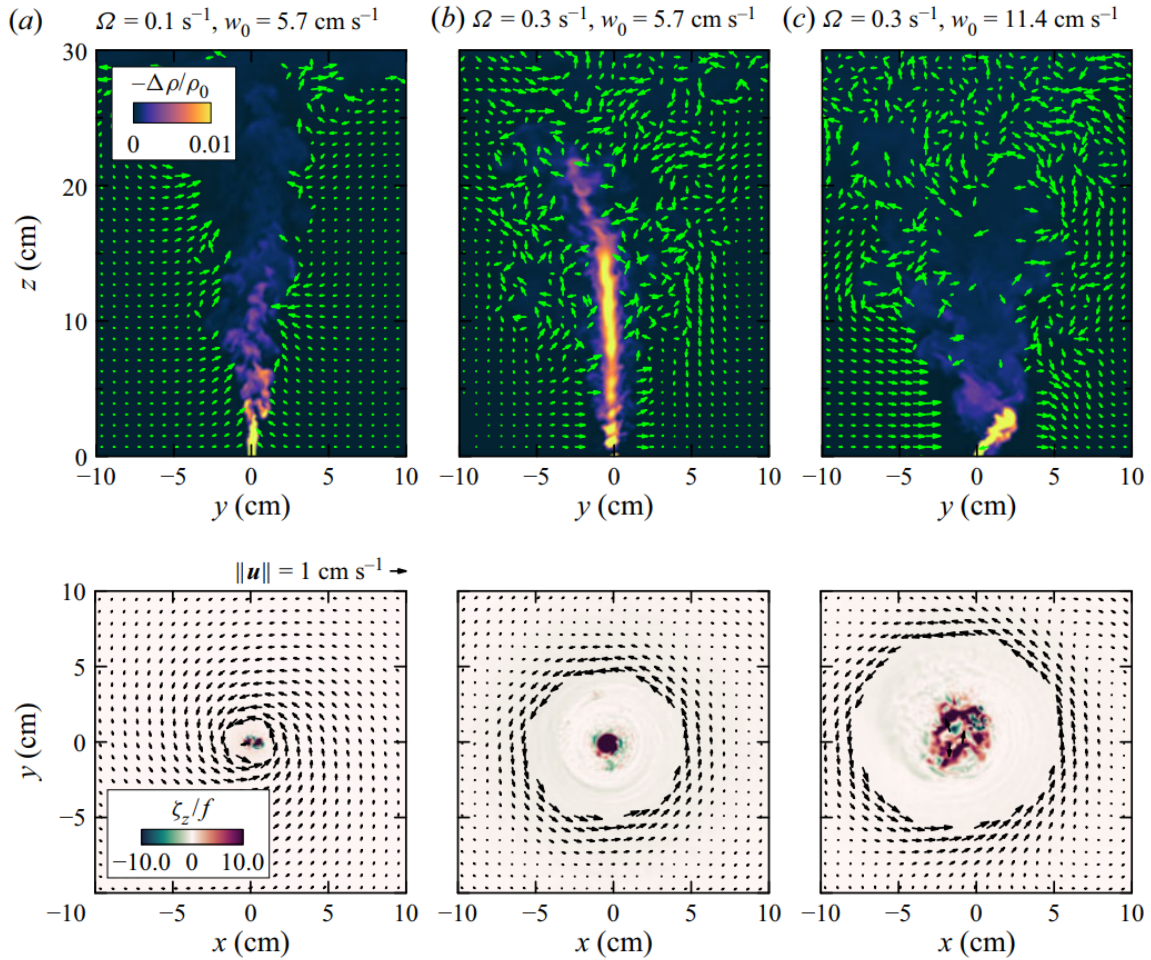 (a) Ω = 0.1 s⁻¹, w₀ = 5.7 cm s⁻¹ (b) Ω = 0.3 s⁻¹, w₀ = 5.7 cm s⁻¹ (c) Ω = 0.3 s⁻¹, w₀ = 11.4 cm s⁻¹
30
−Δρ/ρ₀
0 0.01
20
z (cm)
10
0
−10 −5 0 5 10 −10 −5 0 5 10 −10 −5 0 5 10
y (cm) y (cm) y (cm)
||u|| = 1 cm s⁻¹
10
5
y (cm)
0
−5
ζz/f
−10.0 0 10.0
−10 −5 0 5 10 −10 −5 0 5 10 −10 −5 0 5 10
x (cm) x (cm) x (cm)